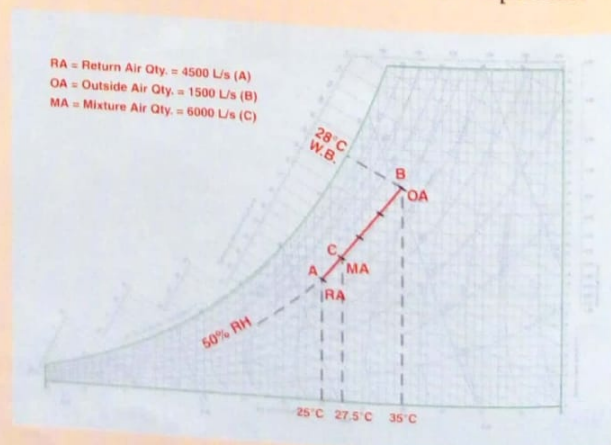 RA = Return Air Qty. = 4500 L/s (A)
OA = Outside Air Qty. = 1500 L/s (B)
MA = Mixture Air Qty. = 6000 L/s (C)
28°C
W.B.
B
OA
C
MA
A
RA
50% RH
25°C 27.5°C 35°C